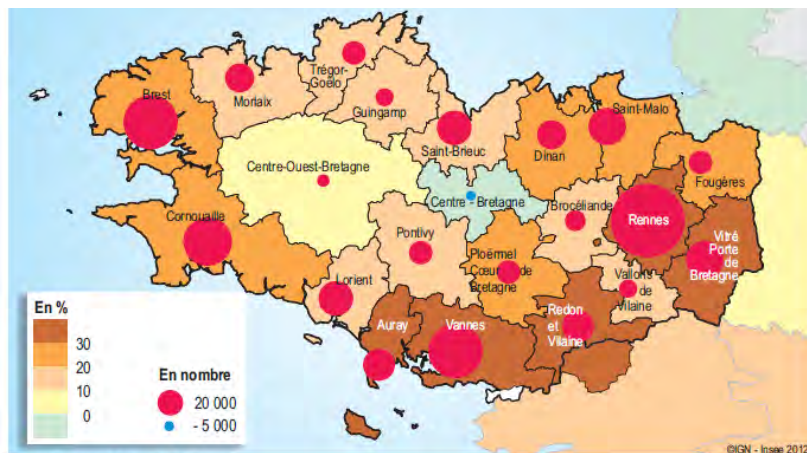 Trégor-
Goëlo
Brest
Morlaix
Guingamp
Saint-Malo
Saint-Brieuc
Dinan
Centre-Ouest-Bretagne
Fougères
Centre - Bretagne
Brocéliande
Rennes
Cornouaille
Pontivy
Ploërmel
Cœur de
Bretagne
Vitré
Porte
de
Bretagne
Lorient
Vallons
de
Vilaine
Auray
Vannes
Redon
et
Vilaine
En %
30
20
10
0
En nombre
20 000
- 5 000
©IGN - Insee 2012